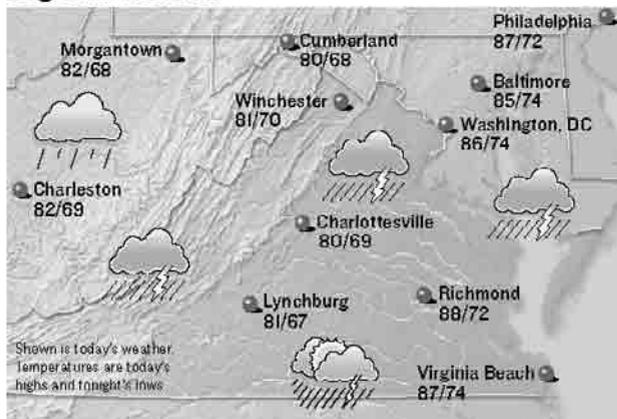 Philadelphia
87/72
Morgantown
82/68
Cumberland
80/68
Baltimore
85/74
Winchester
81/70
Washington, DC
86/74
Charleston
82/69
Charlottesville
80/69
Lynchburg
81/67
Richmond
88/72
Shown is today's weather.
Temperatures are today's
highs and tonight's lows
Virginia Beach
87/74